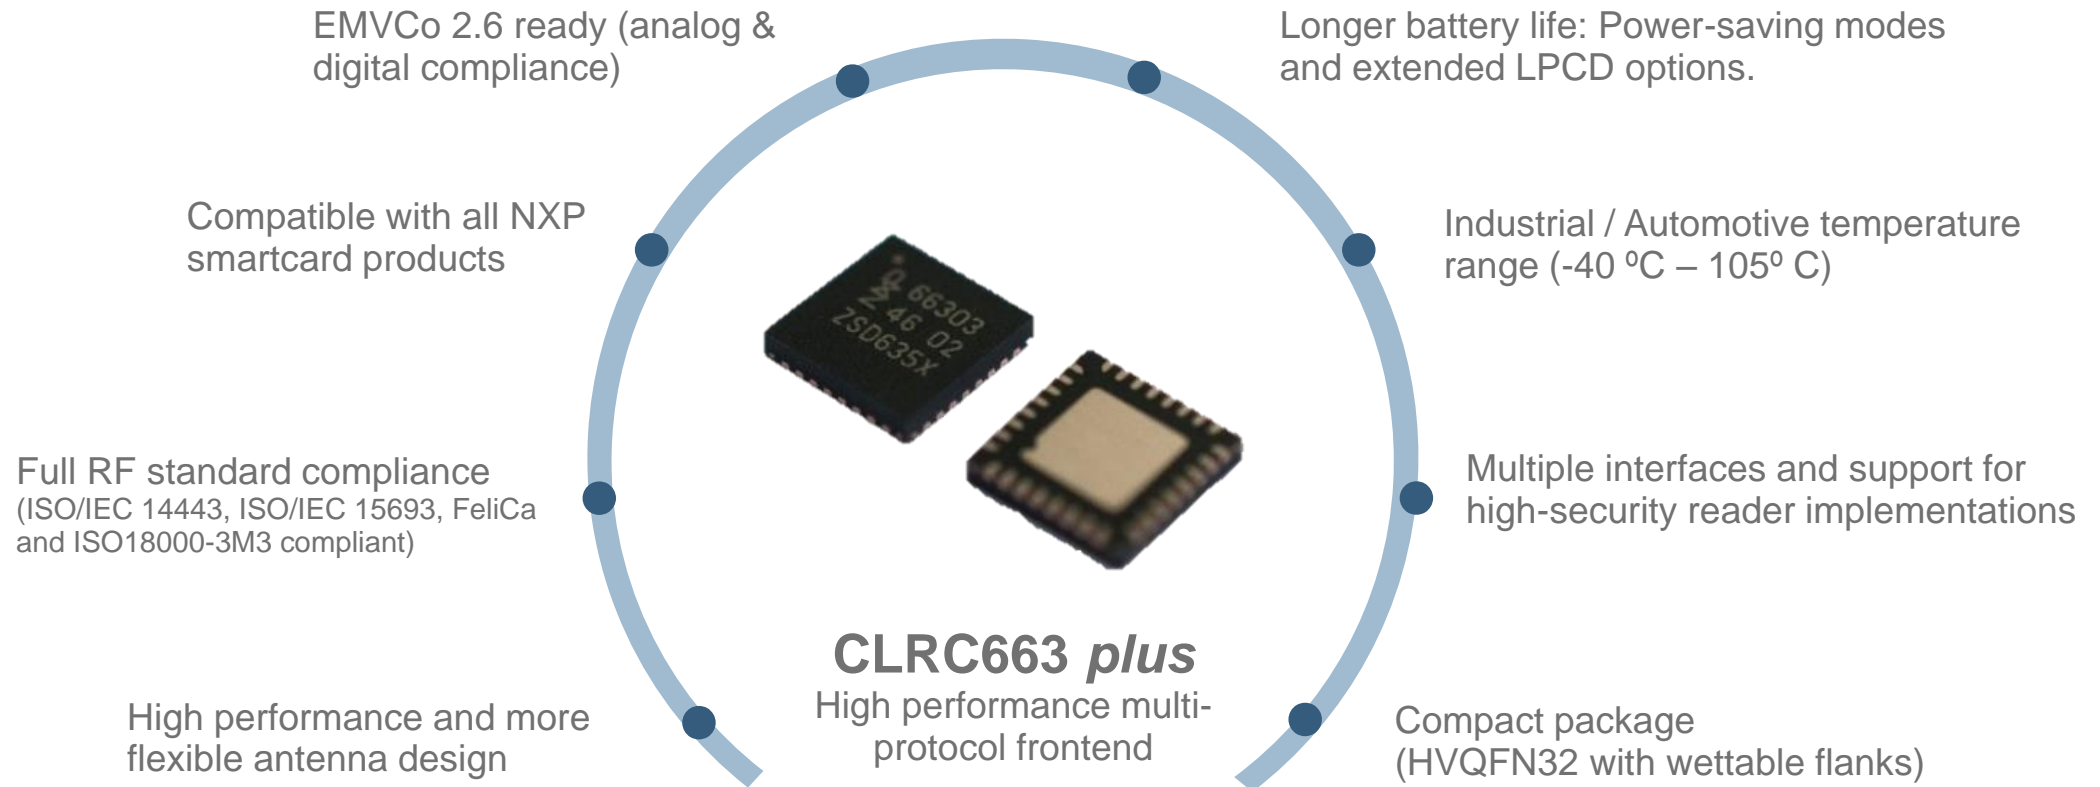 EMVCo 2.6 ready (analog &
digital compliance)
Longer battery life: Power-saving modes
and extended LPCD options.
Compatible with all NXP
smartcard products
Industrial / Automotive temperature
range (-40 ºC – 105º C)
66303
46 02
ZSD635X
Full RF standard compliance
(ISO/IEC 14443, ISO/IEC 15693, FeliCa
and ISO18000-3M3 compliant)
Multiple interfaces and support for
high-security reader implementations
High performance and more
flexible antenna design
CLRC663 plus
High performance multi-
protocol frontend
Compact package
(HVQFN32 with wettable flanks)